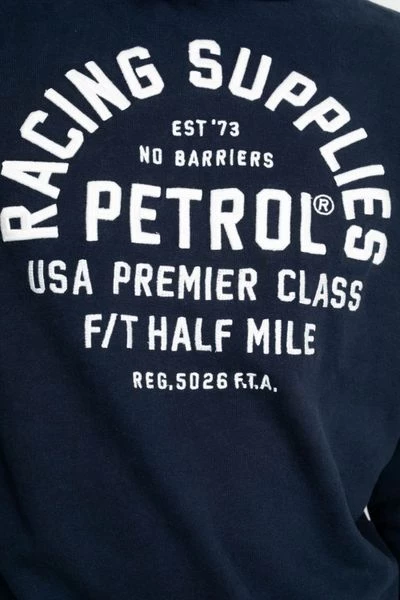 RACING SUPPLIES
EST '73
NO BARRIERS
PETROL®
USA PREMIER CLASS
F/T HALF MILE
REG.5026 F.T.A.